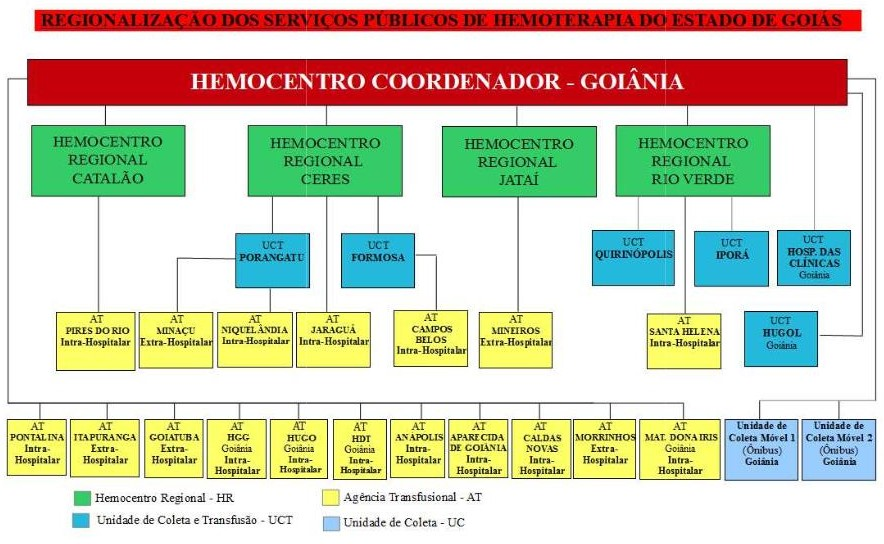 REGIONALIZAÇÃO DOS SERVIÇOS PÚBLICOS DE HEMOTERAPIA DO ESTADO DE GOIÁS
HEMOCENTRO COORDENADOR - GOIÂNIA
HEMOCENTRO
REGIONAL
CATALÃO
HEMOCENTRO
REGIONAL
CERES
HEMOCENTRO
REGIONAL
JATAÍ
HEMOCENTRO
REGIONAL
RIO VERDE
UCT
PORANGATU
UCT
FORMOSA
UCT
QUIRINÓPOLIS
UCT
IPORÁ
UCT
HOSP. DAS
CLÍNICAS
Goiânia
AT
PIRES DO RIO
Intra-Hospitalar
AT
MINAÇU
Extra-Hospitalar
AT
NIQUELÂNDIA
Intra-Hospitalar
AT
JARAGUÁ
Intra-Hospitalar
AT
CAMPOS
BELOS
Intra-Hospitalar
AT
MINEIROS
Extra-Hospitalar
AT
SANTA HELENA
Intra-Hospitalar
UCT
HUGOL
Goiânia
AT
PONTALINA
Intra-
Hospitalar
AT
ITAPURANGA
Extra-
Hospitalar
AT
GOIATUBA
Extra-
Hospitalar
AT
HGG
Goiânia
Intra-
Hospitalar
AT
HUGO
Goiânia
Intra-
Hospitalar
AT
HDT
Goiânia
Intra-
Hospitalar
AT
ANÁPOLIS
Intra-
Hospitalar
AT
APARECIDA
DE GOIÂNIA
Intra-
Hospitalar
AT
CALDAS
NOVAS
Intra-
Hospitalar
AT
MORRINHOS
Extra-
Hospitalar
AT
MAT. DONA IRIS
Goiânia
Intra-
Hospitalar
Unidade de
Coleta Móvel 1
(Ônibus)
Goiânia
Unidade de
Coleta Móvel 2
(Ônibus)
Goiânia
Hemocentro Regional - HR
Agência Transfusional - AT
Unidade de Coleta e Transfusão - UCT
Unidade de Coleta - UC